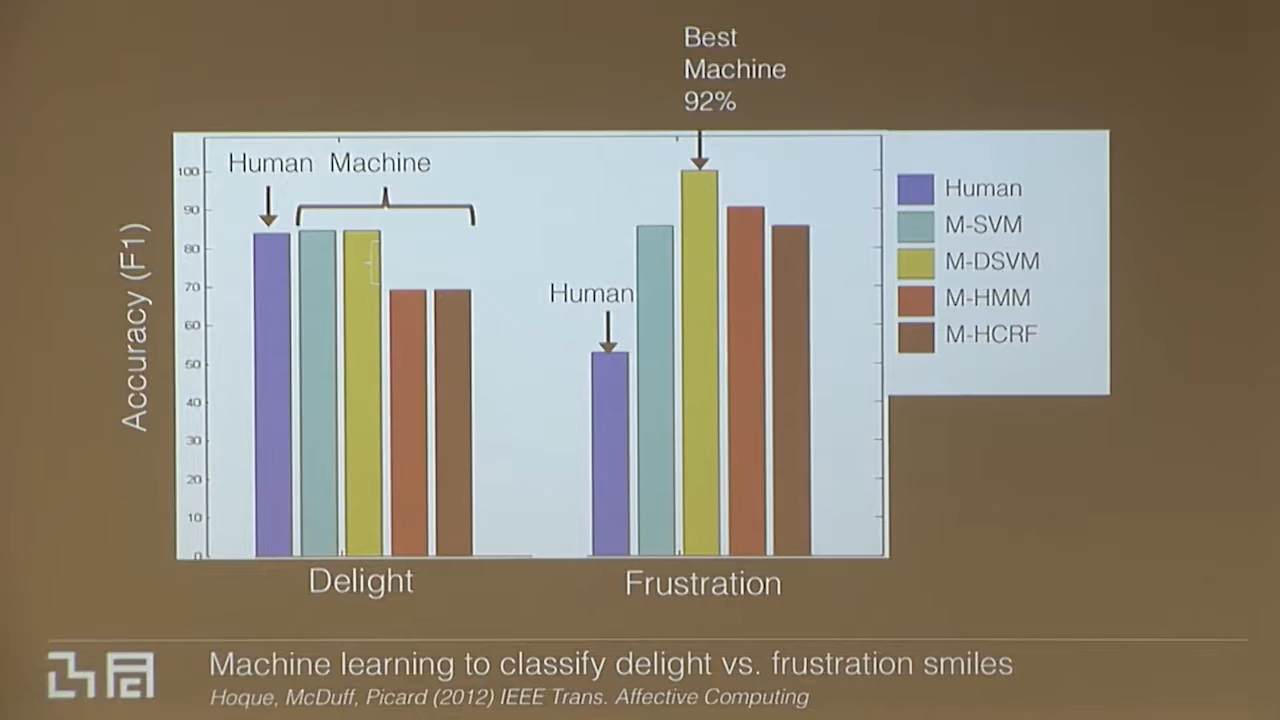 Best
Machine
92%
Human Machine
Human
100
90
80
70
60
50
40
30
20
10
0
Accuracy (F1)
Human
M-SVM
M-DSVM
M-HMM
M-HCRF
Delight
Frustration
Machine learning to classify delight vs. frustration smiles
Hoque, McDuff, Picard (2012) IEEE Trans. Affective Computing